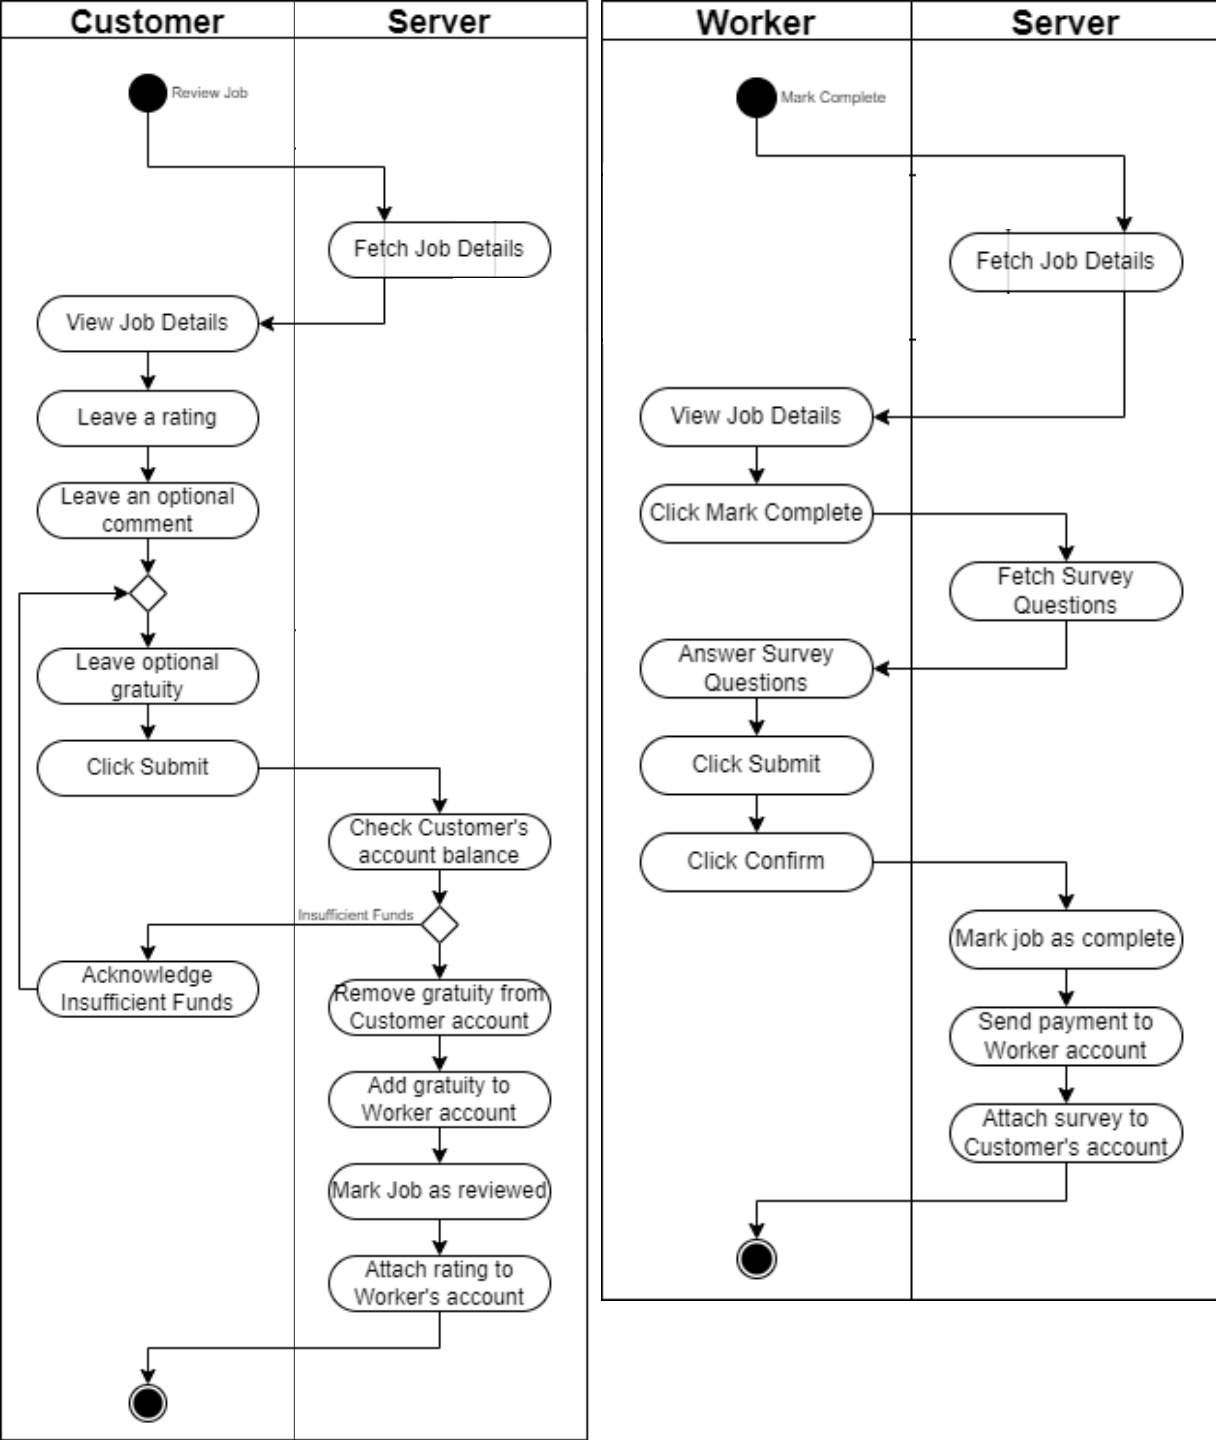 Customer
Server
Review Job
Fetch Job Details
View Job Details
Leave a rating
Leave an optional
comment
Leave optional
gratuity
Click Submit
Check Customer's
account balance
Insufficient Funds
Acknowledge
Insufficient Funds
Remove gratuity from
Customer account
Add gratuity to
Worker account
Mark Job as reviewed
Attach rating to
Worker's account
Worker
Server
Mark Complete
Fetch Job Details
View Job Details
Click Mark Complete
Fetch Survey
Questions
Answer Survey
Questions
Click Submit
Click Confirm
Mark job as complete
Send payment to
Worker account
Attach survey to
Customer's account